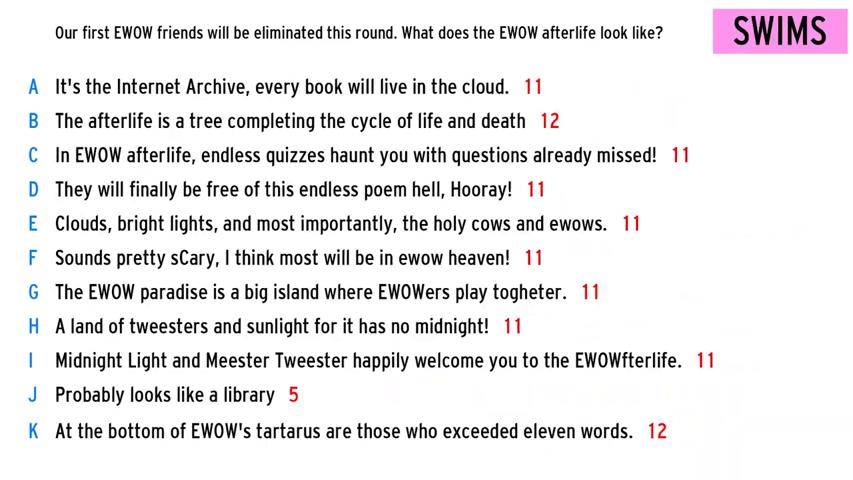 Our first EWOW friends will be eliminated this round. What does the EWOW afterlife look like?
SWIMS
A It's the Internet Archive, every book will live in the cloud. 11
B The afterlife is a tree completing the cycle of life and death 12
C In EWOW afterlife, endless quizzes haunt you with questions already missed! 11
D They will finally be free of this endless poem hell, Hooray! 11
E Clouds, bright lights, and most importantly, the holy cows and ewows. 11
F Sounds pretty sCary, I think most will be in ewow heaven! 11
G The EWOW paradise is a big island where EWOWers play togheter. 11
H A land of tweesters and sunlight for it has no midnight! 11
I Midnight Light and Meester Tweester happily welcome you to the EWOWfterlife. 11
J Probably looks like a library 5
K At the bottom of EWOW's tartarus are those who exceeded eleven words. 12